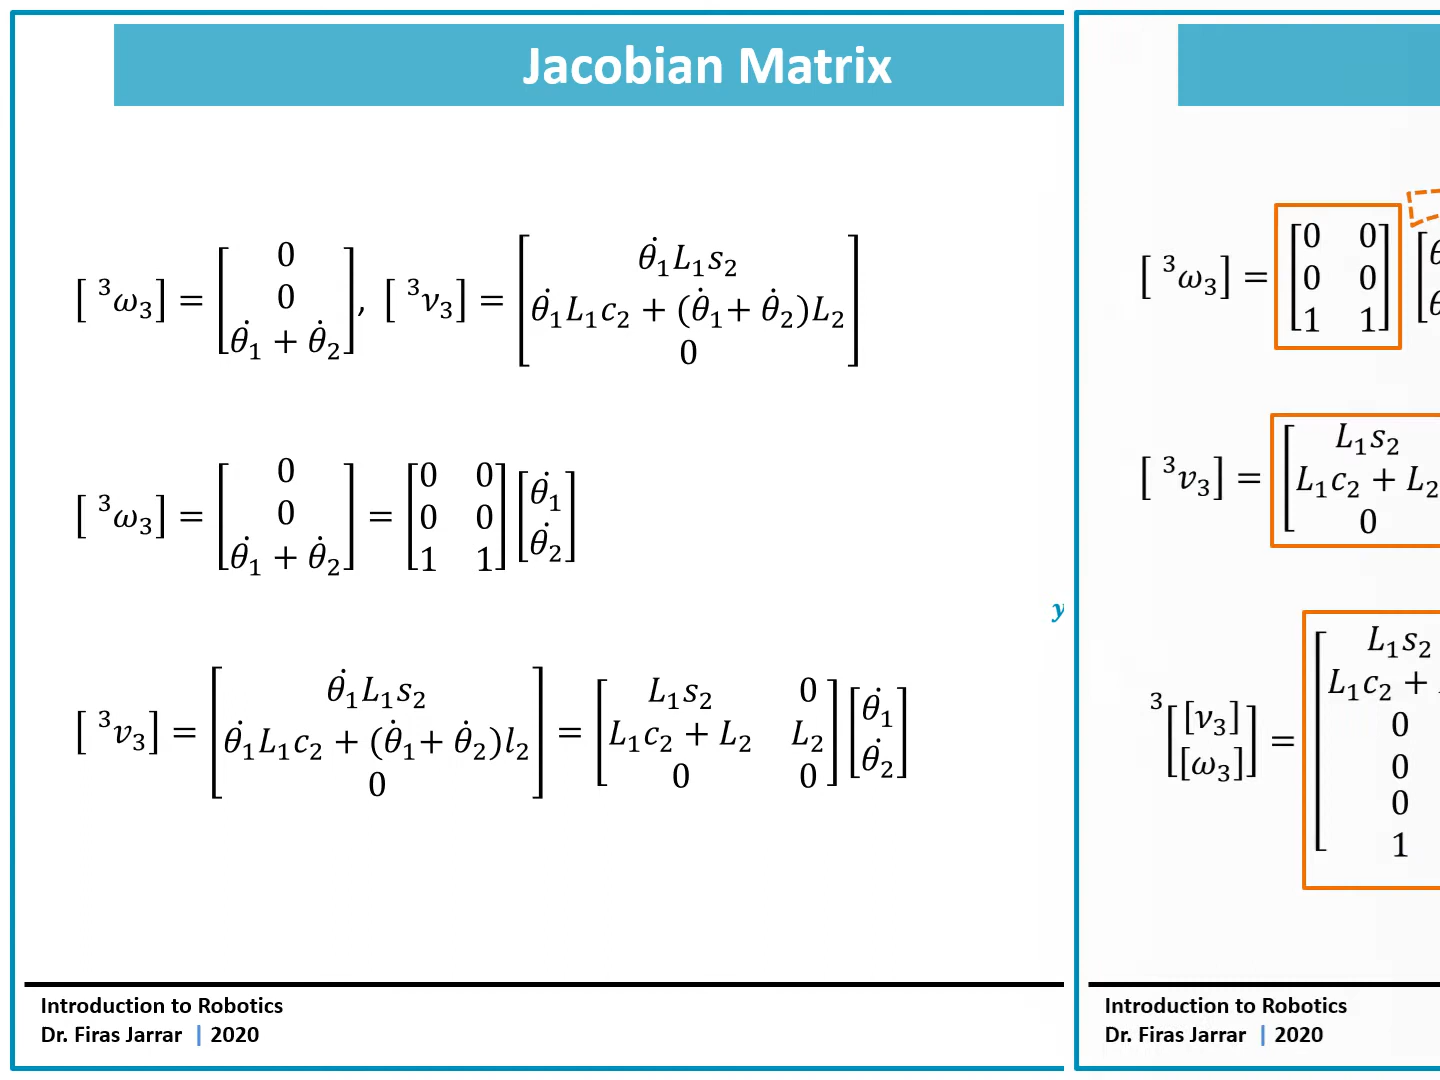 Jacobian Matrix
[ ³ω₃] = [0; 0; θ̇₁ + θ̇₂], [ ³ν₃] = [θ̇₁L₁s₂; θ̇₁L₁c₂ + (θ̇₁+ θ̇₂)L₂; 0]
[ ³ω₃] = [0; 0; θ̇₁ + θ̇₂] = [0 0; 0 0; 1 1] [θ̇₁; θ̇₂]
y
[ ³v₃] = [θ̇₁L₁s₂; θ̇₁L₁c₂ + (θ̇₁+ θ̇₂)l₂; 0] = [L₁s₂ 0; L₁c₂ + L₂ L₂; 0 0] [θ̇₁; θ̇₂]
Introduction to Robotics
Dr. Firas Jarrar | 2020
[ ³ω₃] = [0 0; 0 0; 1 1] [θ; θ
[ ³v₃] = [L₁s₂; L₁c₂ + L₂; 0
³[[ν₃]; [ω₃]] = [L₁s₂; L₁c₂ +; 0; 0; 0; 1
Introduction to Robotics
Dr. Firas Jarrar | 2020